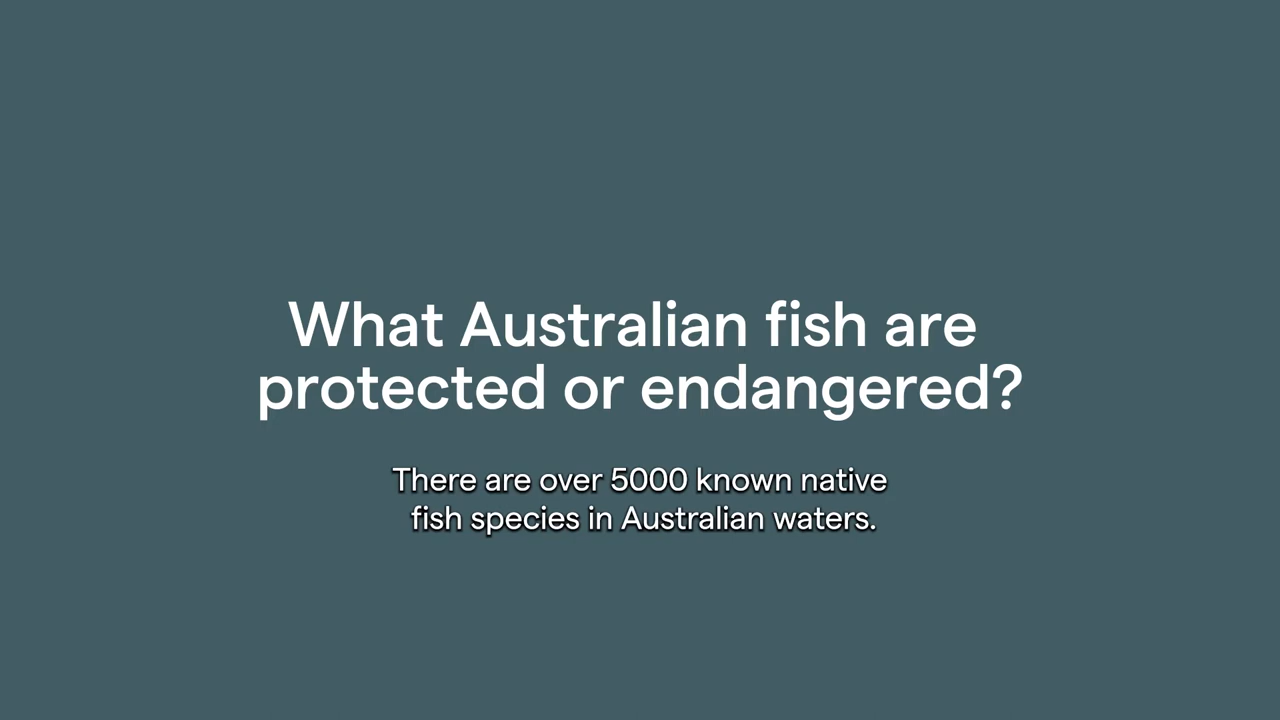 What Australian fish are
protected or endangered?
There are over 5000 known native
fish species in Australian waters.